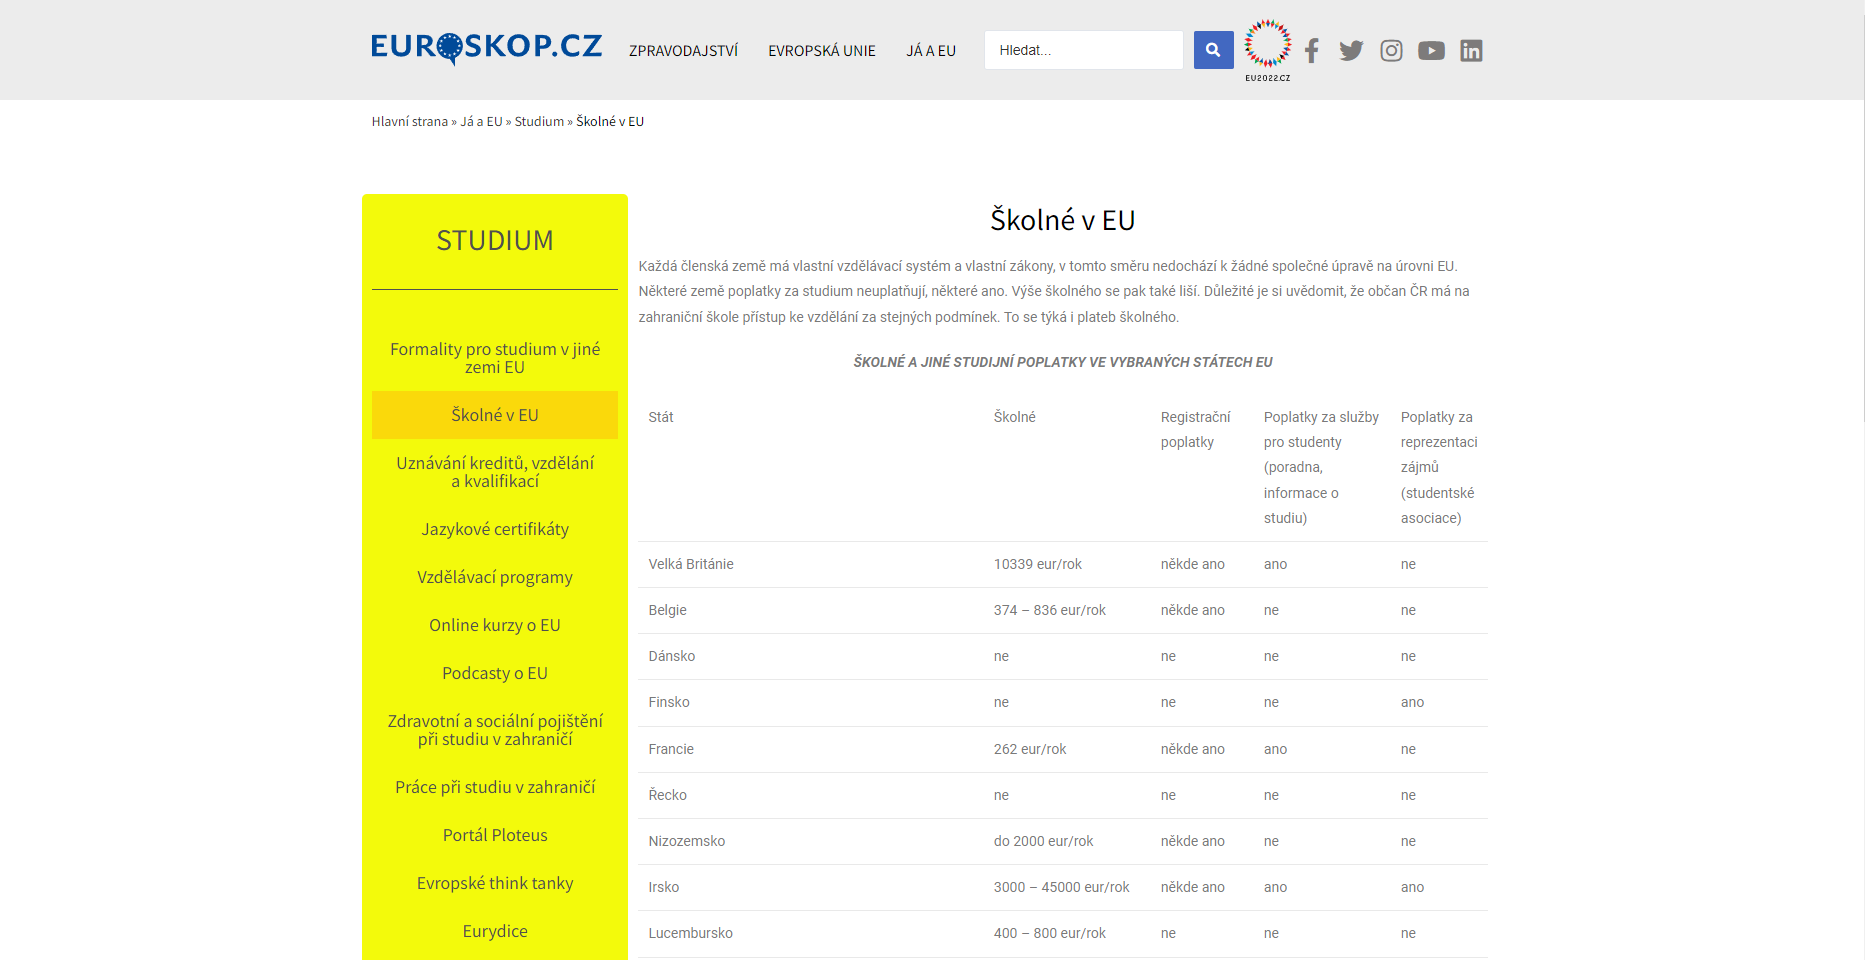 EUROSKOP.CZ
ZPRAVODAJSTVÍ
EVROPSKÁ UNIE
JÁ A EU
Hledat...
EU2022.CZ
Hlavní strana » Já a EU » Studium » Školné v EU
STUDIUM
Formality pro studium v jiné
zemi EU
Školné v EU
Uznávání kreditů, vzdělání
a kvalifikací
Jazykové certifikáty
Vzdělávací programy
Online kurzy o EU
Podcasty o EU
Zdravotní a sociální pojištění
při studiu v zahraničí
Práce při studiu v zahraničí
Portál Ploteus
Evropské think tanky
Eurydice
Školné v EU
Každá členská země má vlastní vzdělávací systém a vlastní zákony, v tomto směru nedochází k žádné společné úpravě na úrovni EU.
Některé země poplatky za studium neuplatňují, některé ano. Výše školného se pak také liší. Důležité je si uvědomit, že občan ČR má na
zahraniční škole přístup ke vzdělání za stejných podmínek. To se týká i plateb školného.
ŠKOLNÉ A JINÉ STUDIJNÍ POPLATKY VE VYBRANÝCH STÁTECH EU
Stát
Školné
Registrační
poplatky
Poplatky za služby
pro studenty
(poradna,
informace o
studiu)
Poplatky za
reprezentaci
zájmů
(studentské
asociace)
Velká Británie 10339 eur/rok někde ano ano ne
Belgie 374 – 836 eur/rok někde ano ne ne
Dánsko ne ne ne ne
Finsko ne ne ne ano
Francie 262 eur/rok někde ano ano ne
Řecko ne ne ne ne
Nizozemsko do 2000 eur/rok někde ano ne ne
Irsko 3000 – 45000 eur/rok někde ano ano ano
Lucembursko 400 – 800 eur/rok ne ne ne